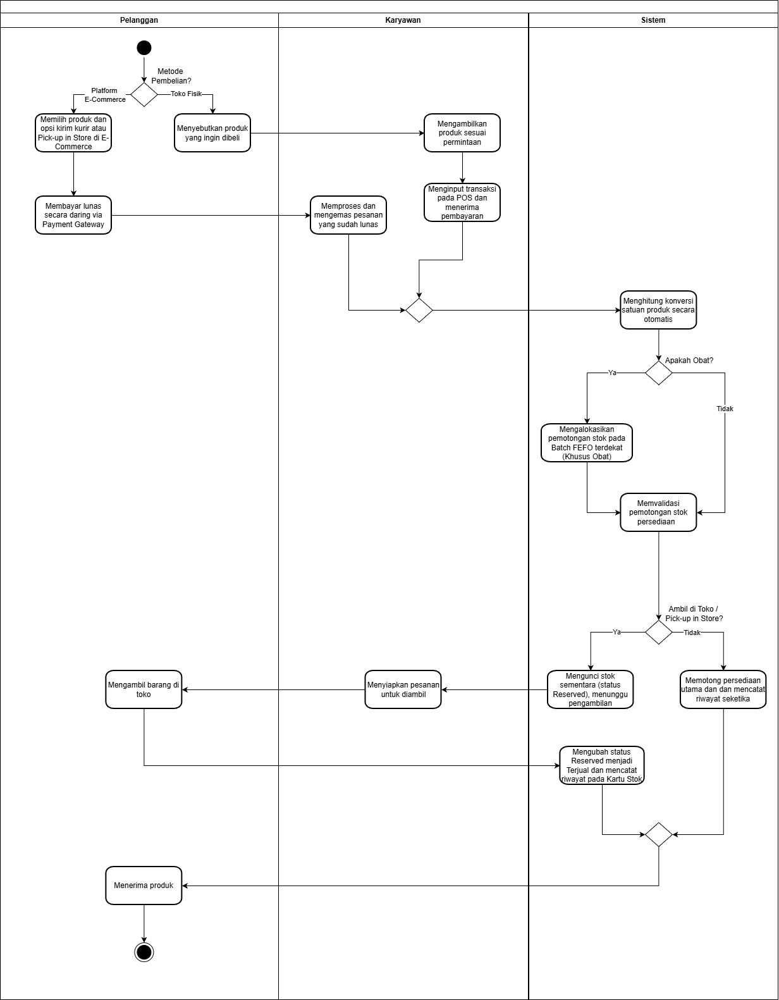 Pelanggan
Karyawan
Sistem
Metode
Pembelian?
Platform
E-Commerce
Toko Fisik
Memilih produk dan
opsi kirim kurir atau
Pick-up in Store di E-
Commerce
Menyebutkan produk
yang ingin dibeli
Mengambilkan
produk sesuai
permintaan
Membayar lunas
secara daring via
Payment Gateway
Memproses dan
mengemas pesanan
yang sudah lunas
Menginput transaksi
pada POS dan
menerima
pembayaran
Menghitung konversi
satuan produk secara
otomatis
Apakah Obat?
Ya
Tidak
Mengalokasikan
pemotongan stok pada
Batch FEFO terdekat
(Khusus Obat)
Memvalidasi
pemotongan stok
persediaan
Ambil di Toko /
Pick-up in Store?
Ya
Tidak
Mengambil barang di
toko
Menyiapkan pesanan
untuk diambil
Mengunci stok
sementara (status
Reserved), menunggu
pengambilan
Memotong persediaan
utama dan dan mencatat
riwayat seketika
Mengubah status
Reserved menjadi
Terjual dan mencatat
riwayat pada Kartu Stok
Menerima produk